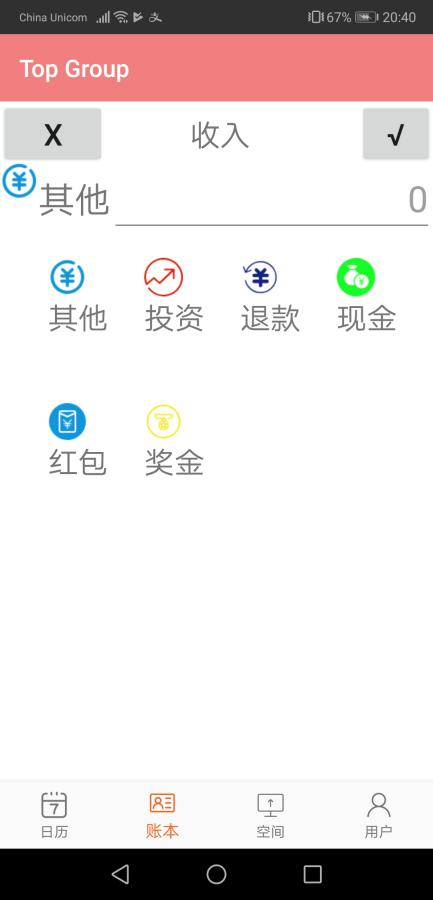 China Unicom 67% 20:40
Top Group
X 收入 √
其他 0
其他 投资 退款 现金
红包 奖金
日历 账本 空间 用户